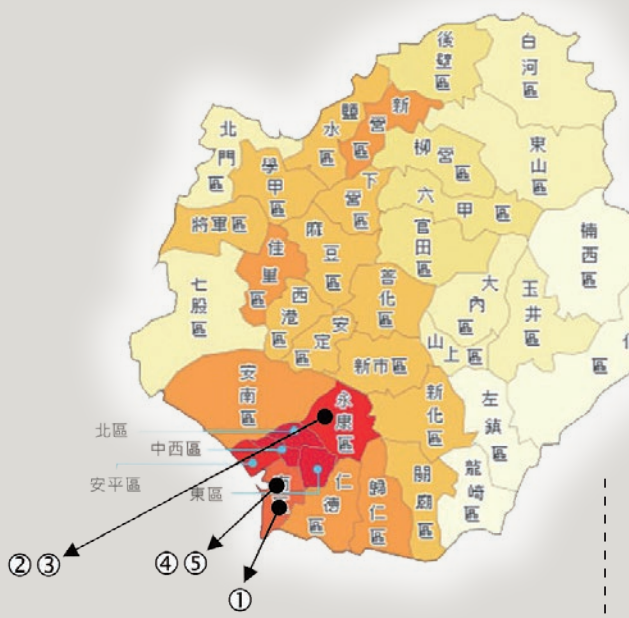 後壁區
白河區
鹽水區
新營區
北門區
柳營區
東山區
學甲區
下營區
六甲區
將軍區
麻豆區
官田區
楠西區
佳里區
七股區
西港區
善化區
大內區
玉井區
安定區
山上區
新市區
安南區
永康區
新化區
左鎮區
北區
中西區
安平區
東區
仁德區
歸仁區
關廟區
龍崎區
區
②③
④⑤
①